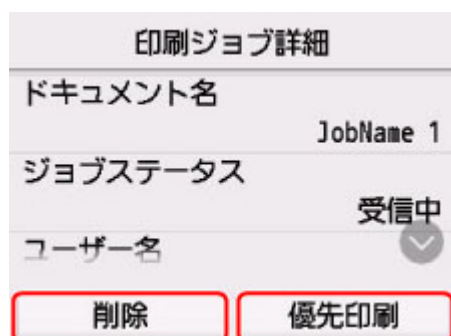 印刷ジョブ詳細
ドキュメント名
JobName 1
ジョブステータス
受信中
ユーザー名
削除
優先印刷